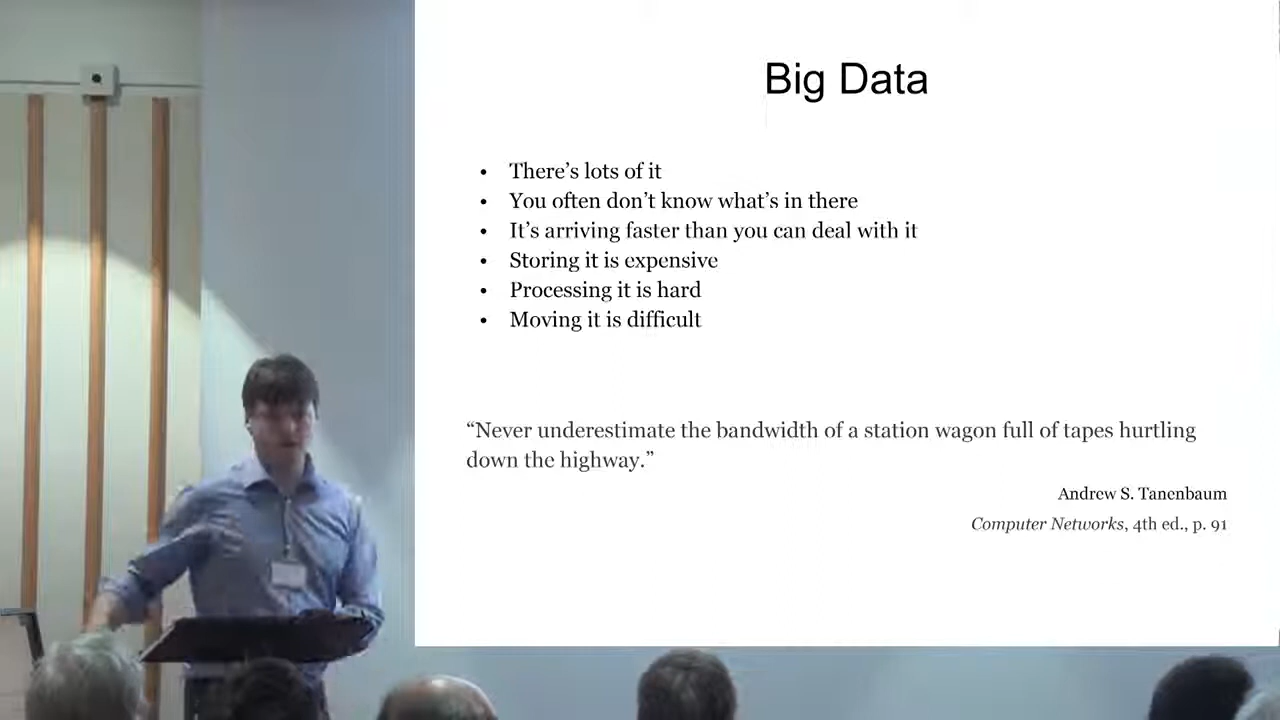 Big Data
• There's lots of it
• You often don't know what's in there
• It's arriving faster than you can deal with it
• Storing it is expensive
• Processing it is hard
• Moving it is difficult
“Never underestimate the bandwidth of a station wagon full of tapes hurtling
down the highway.”
Andrew S. Tanenbaum
Computer Networks, 4th ed., p. 91